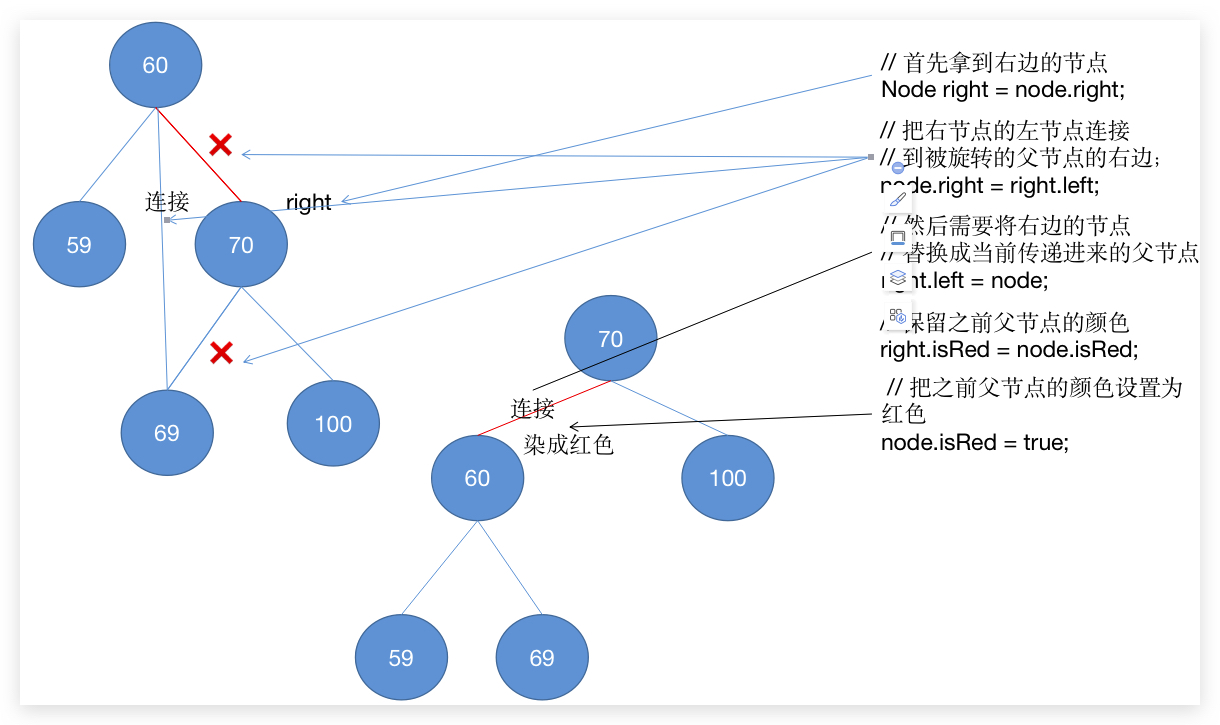 60
59
连接
70
right
69
100
70
连接
染成红色
60
100
59
69
// 首先拿到右边的节点
Node right = node.right;
// 把右节点的左节点连接
// 到被旋转的父节点的右边；
node.right = right.left;
// 然后需要将右边的节点
// 替换成当前传递进来的父节点
right.left = node;
// 保留之前父节点的颜色
right.isRed = node.isRed;
// 把之前父节点的颜色设置为
红色
node.isRed = true;